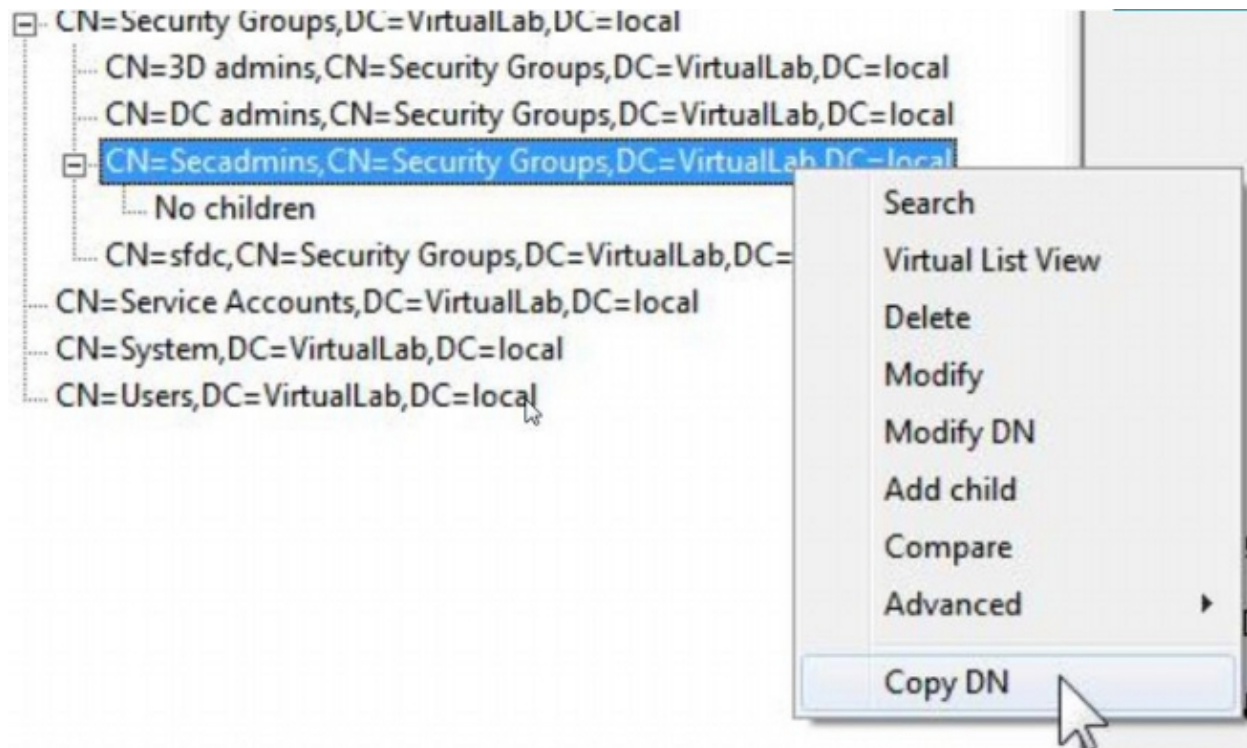 CN=Security Groups,DC=VirtualLab,DC=local
CN=3D admins,CN=Security Groups,DC=VirtualLab,DC=local
CN=DC admins,CN=Security Groups,DC=VirtualLab,DC=local
CN=Secadmins,CN=Security Groups,DC=VirtualLab,DC=local
No children
CN=sfdc,CN=Security Groups,DC=VirtualLab,DC=
CN=Service Accounts,DC=VirtualLab,DC=local
CN=System,DC=VirtualLab,DC=local
CN=Users,DC=VirtualLab,DC=local
Search
Virtual List View
Delete
Modify
Modify DN
Add child
Compare
Advanced
Copy DN